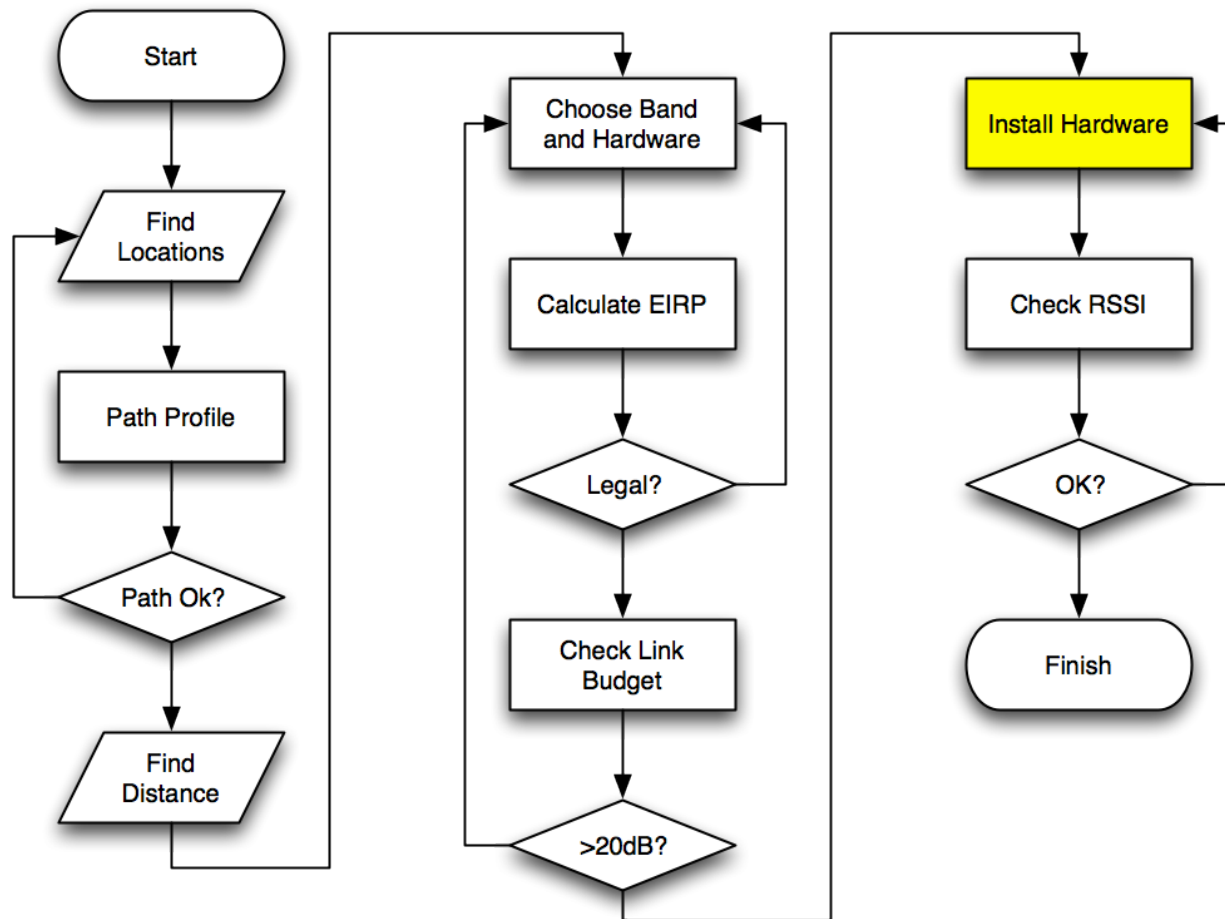 Start
Find
Locations
Path Profile
Path Ok?
Find
Distance
Choose Band
and Hardware
Calculate EIRP
Legal?
Check Link
Budget
>20dB?
Install Hardware
Check RSSI
OK?
Finish